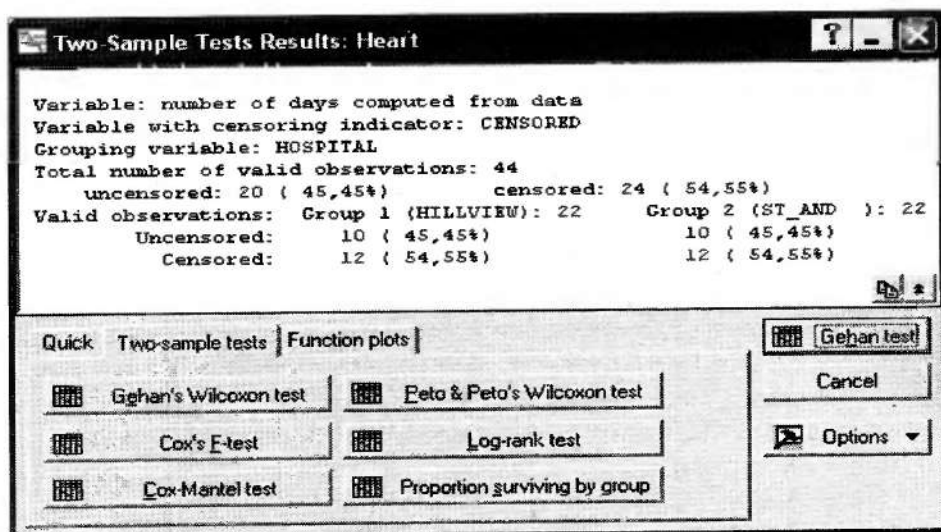 Two-Sample Tests Results: Heart
Variable: number of days computed from data
Variable with censoring indicator: CENSORED
Grouping variable: HOSPITAL
Total number of valid observations: 44
uncensored: 20 ( 45,45%) censored: 24 ( 54,55%)
Valid observations: Group 1 (HILLVIEW): 22 Group 2 (ST_AND ): 22
Uncensored: 10 ( 45,45%) 10 ( 45,45%)
Censored: 12 ( 54,55%) 12 ( 54,55%)
Quick Two-sample tests Function plots
Gehan test
Cancel
Options
Gehan's Wilcoxon test Peto & Peto's Wilcoxon test
Cox's F-test Log-rank test
Cox-Mantel test Proportion surviving by group